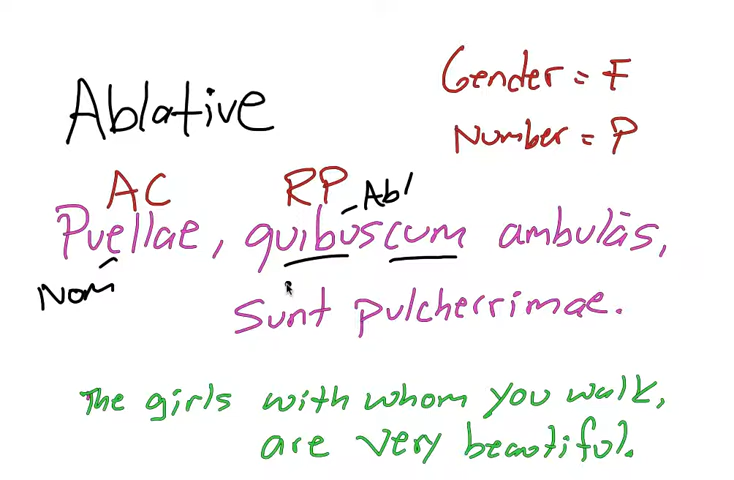 Gender = F
Ablative
Number = P
AC RP Abl
Puellae, quibuscum ambulās,
Nom
sunt pulcherrimae.
The girls with whom you walk,
are very beautiful.